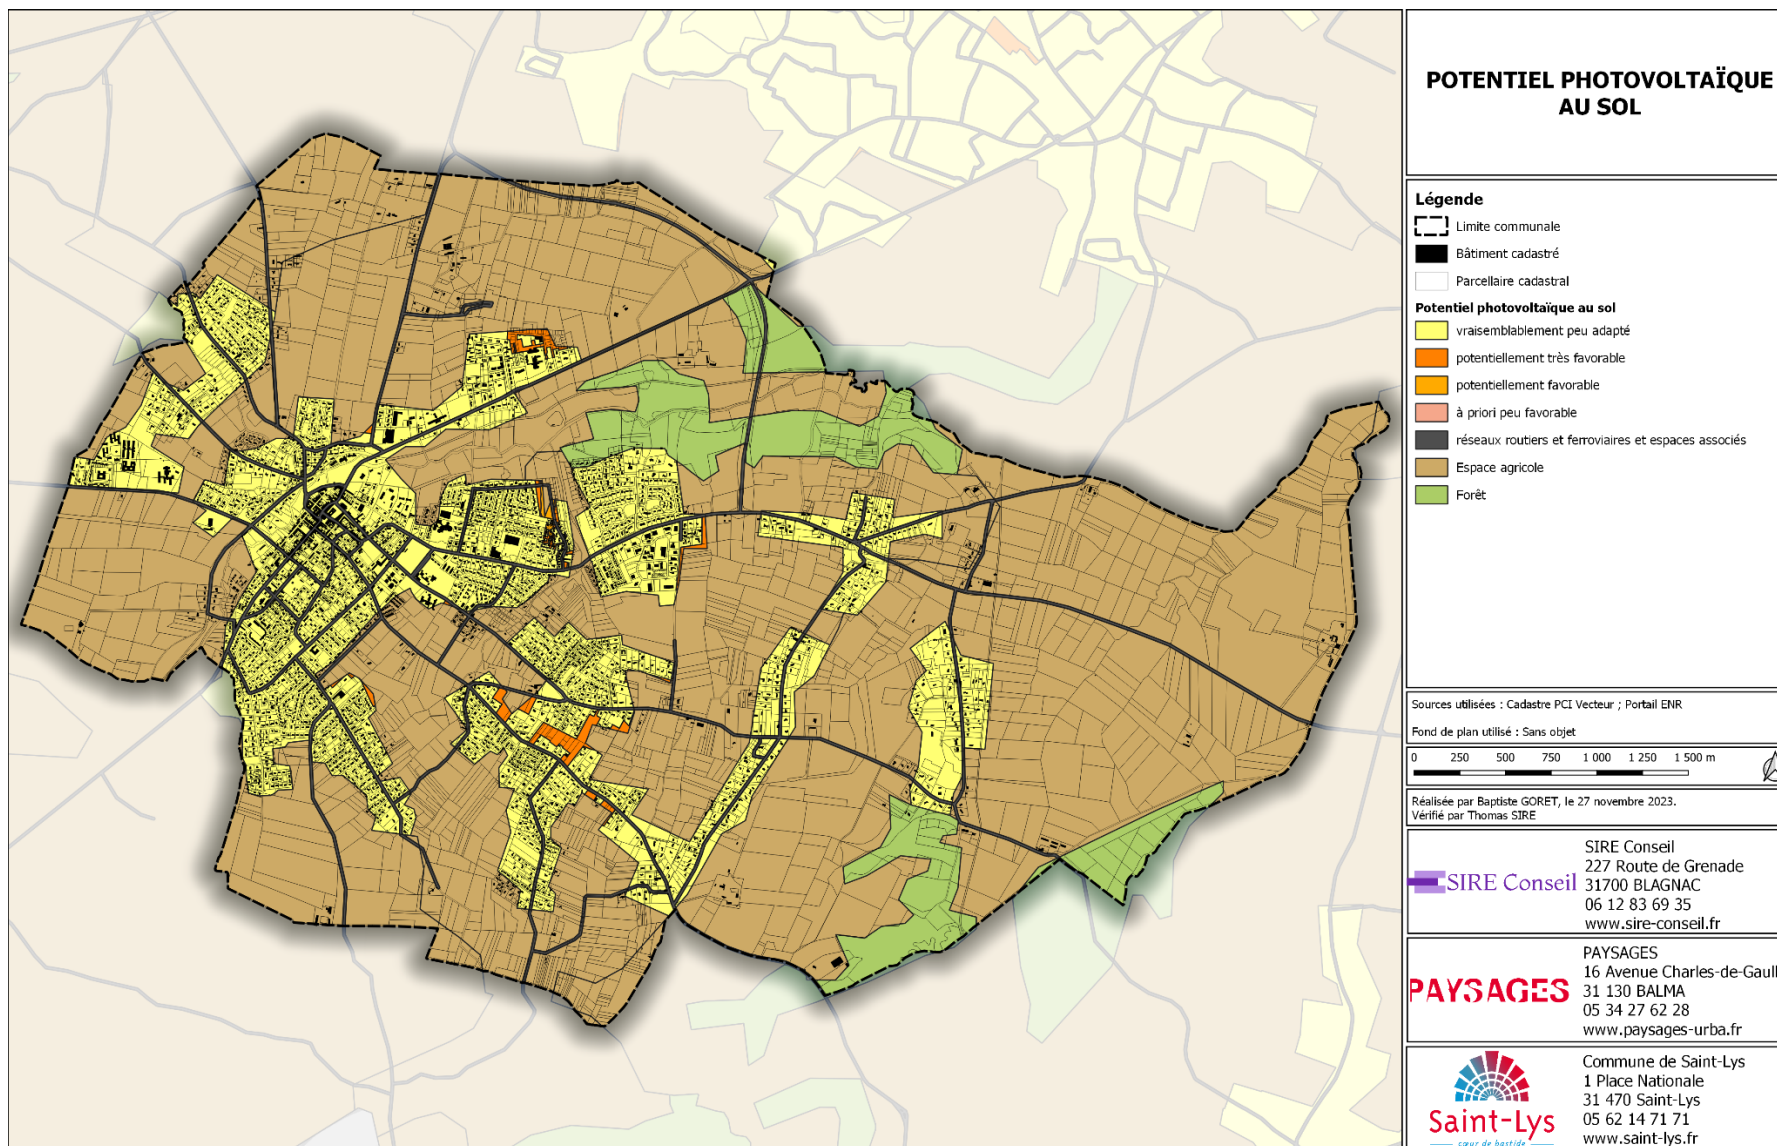 POTENTIEL PHOTOVOLTAÏQUE
AU SOL
Légende
Limite communale
Bâtiment cadastré
Parcellaire cadastral
Potentiel photovoltaïque au sol
vraisemblablement peu adapté
potentiellement très favorable
potentiellement favorable
à priori peu favorable
réseaux routiers et ferroviaires et espaces associés
Espace agricole
Forêt
Sources utilisées : Cadastre PCI Vecteur ; Portail ENR
Fond de plan utilisé : Sans objet
0 250 500 750 1 000 1 250 1 500 m
Réalisée par Baptiste GORET, le 27 novembre 2023.
Vérifié par Thomas SIRE
SIRE Conseil
SIRE Conseil
227 Route de Grenade
31700 BLAGNAC
06 12 83 69 35
www.sire-conseil.fr
PAYSAGES
PAYSAGES
16 Avenue Charles-de-Gaull
31 130 BALMA
05 34 27 62 28
www.paysages-urba.fr
Saint-Lys
cœur de bastide
Commune de Saint-Lys
1 Place Nationale
31 470 Saint-Lys
05 62 14 71 71
www.saint-lys.fr